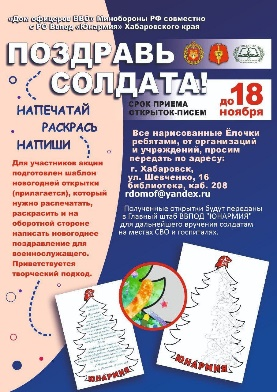 «Дом офицеров ВВО» Минобороны РФ совместно
с РО Впвод «Юнармия» Хабаровского края
ПОЗДРАВЬ
СОЛДАТА!
НАПЕЧАТАЙ
РАСКРАСЬ
НАПИШИ
СРОК ПРИЕМА
ОТКРЫТОК-ПИСЕМ
до 18
ноября
Для участников акции
подготовлен шаблон
новогодней открытки
(прилагается), который
нужно распечатать,
раскрасить и на
оборотной стороне
написать новогоднее
поздравление для
военнослужащего.
Приветствуется
творческий подход.
Все нарисованные Ёлочки
ребятами, от организаций
и учреждений, просим
передать по адресу:
г. Хабаровск,
ул. Шевченко, 16
библиотека, каб. 208
rdomof@yandex.ru
Полученные открытки будут переданы
в Главный штаб ВВПОД "ЮНАРМИЯ"
для дальнейшего вручения солдатам
на местах СВО и госпиталях.
ЮНАРМИЯ
ЮНАРМИЯ